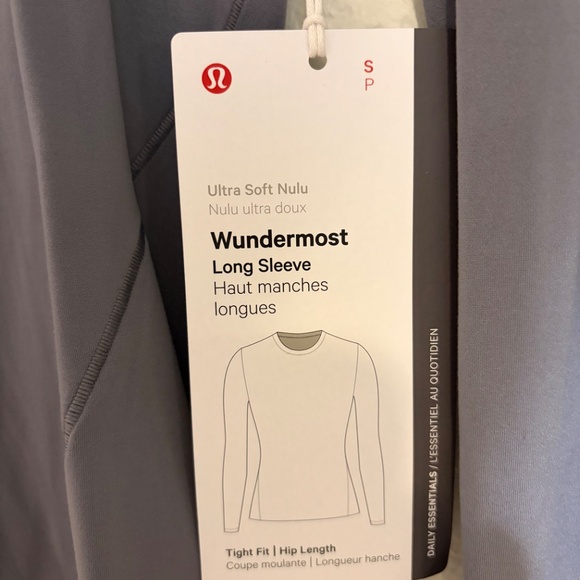 S
P
Ultra Soft Nulu
Nulu ultra doux
Wundermost
Long Sleeve
Haut manches
longues
Tight Fit | Hip Length
Coupe moulante | Longueur hanche
DAILY ESSENTIALS / L'ESSENTIEL AU QUOTIDIEN